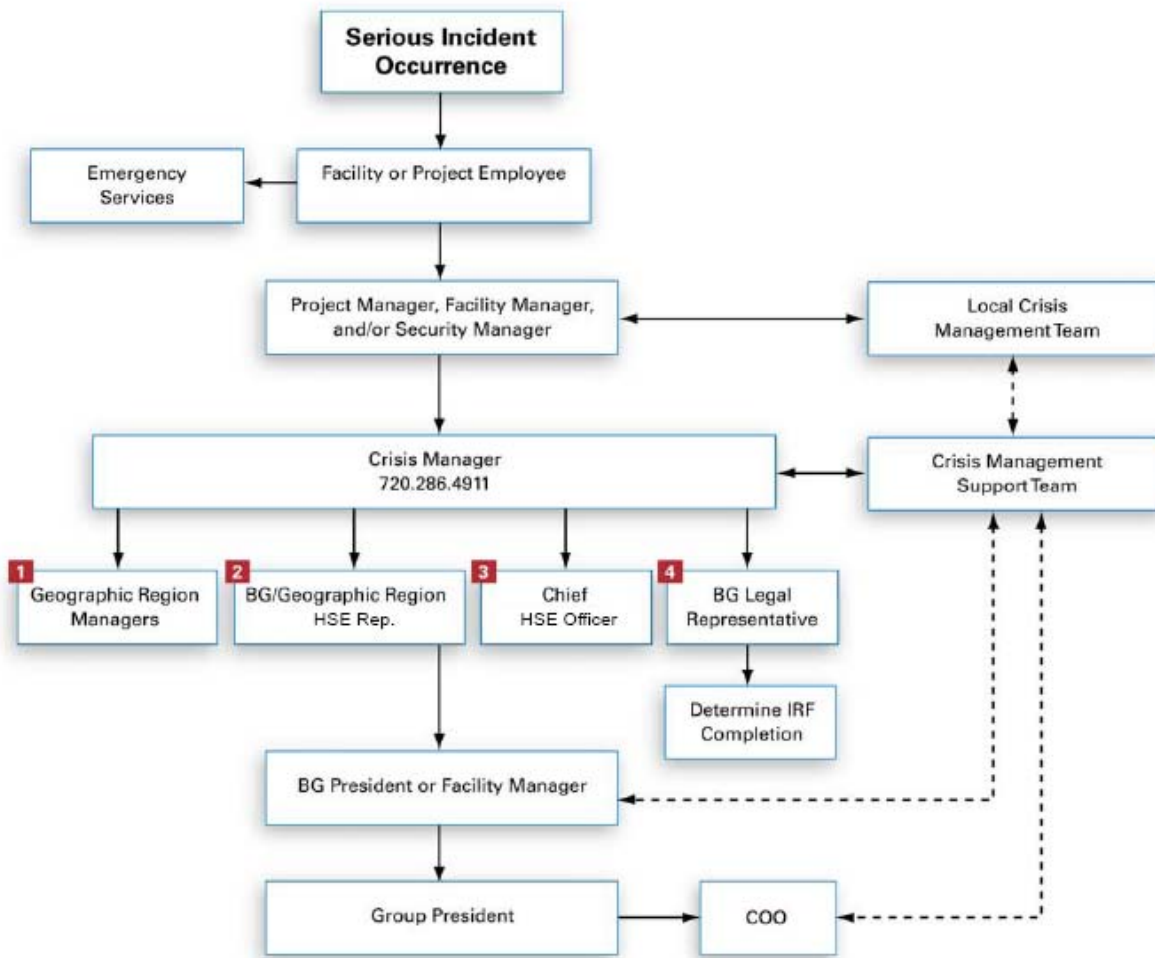 Serious Incident
Occurrence
Emergency
Services
Facility or Project Employee
Project Manager, Facility Manager,
and/or Security Manager
Local Crisis
Management Team
Crisis Manager
720.286.4911
Crisis Management
Support Team
1
Geographic Region
Managers
2
BG/Geographic Region
HSE Rep.
3
Chief
HSE Officer
4
BG Legal
Representative
Determine IRF
Completion
BG President or Facility Manager
Group President
COO